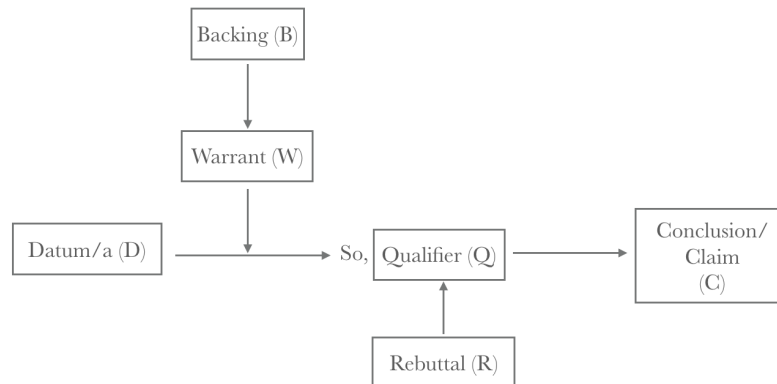 Backing (B)
Warrant (W)
Datum/a (D)
So, Qualifier (Q)
Conclusion/
Claim
(C)
Rebuttal (R)